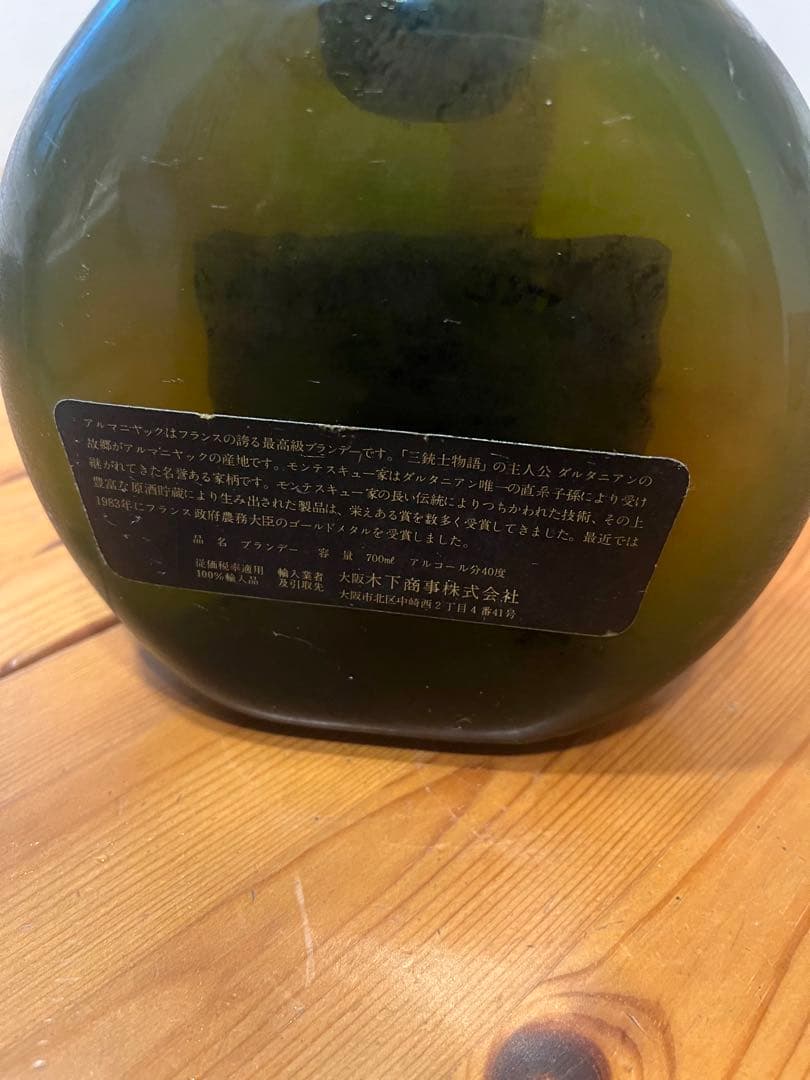 アルマニヤックはフランスの誇る最高級ブランデーです。「三銃士物語」の主人公 ダルタニアンの
故郷がアルマニヤックの産地です。モンテスキュー家はダルタニアン唯一の直系子孫により受け
継がれてきた名誉ある家柄です。モンテスキュー家の長い伝統によりつちかわれた技術、その上
豊富な原酒貯蔵により生み出された製品は、栄えある賞を数多く受賞してきました。最近では
1983年にフランス政府農務大臣のゴールドメタルを受賞しました。
品名 ブランデー 容量 700㎖ アルコール分40度
従価税率適用 輸入業者 大阪木下商事株式会社
100%輸入品 及引取先 大阪市北区中崎西2丁目4番41号